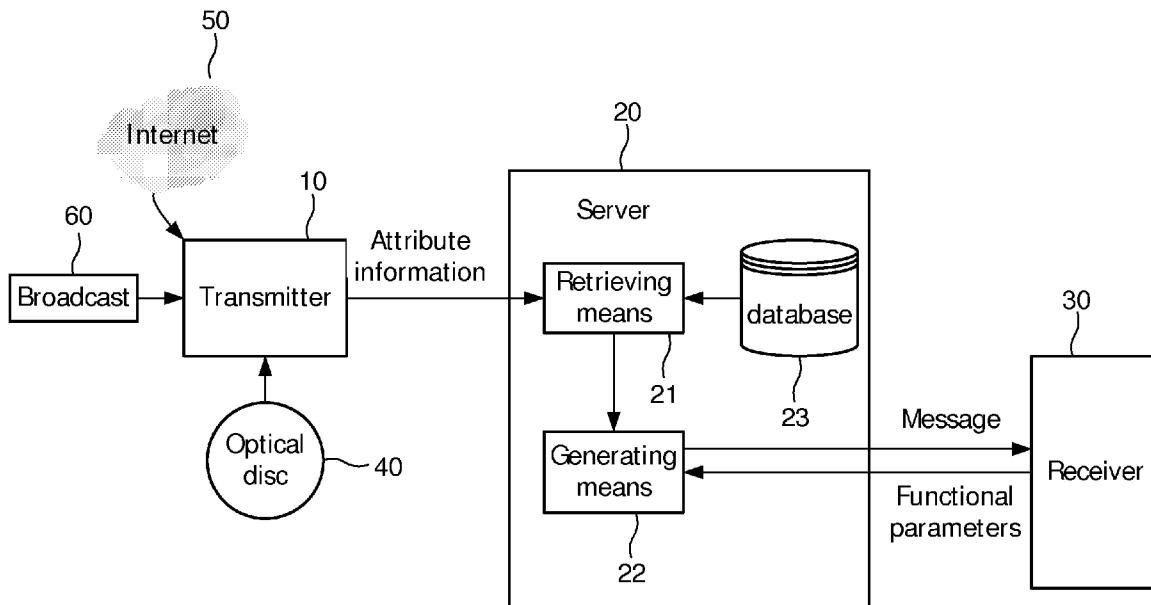 50
Internet
20
10
Server
60
Attribute
information
Broadcast
Transmitter
Retrieving
means
database
30
21
23
Message
Optical
disc
40
Generating
means
Receiver
Functional
parameters
22